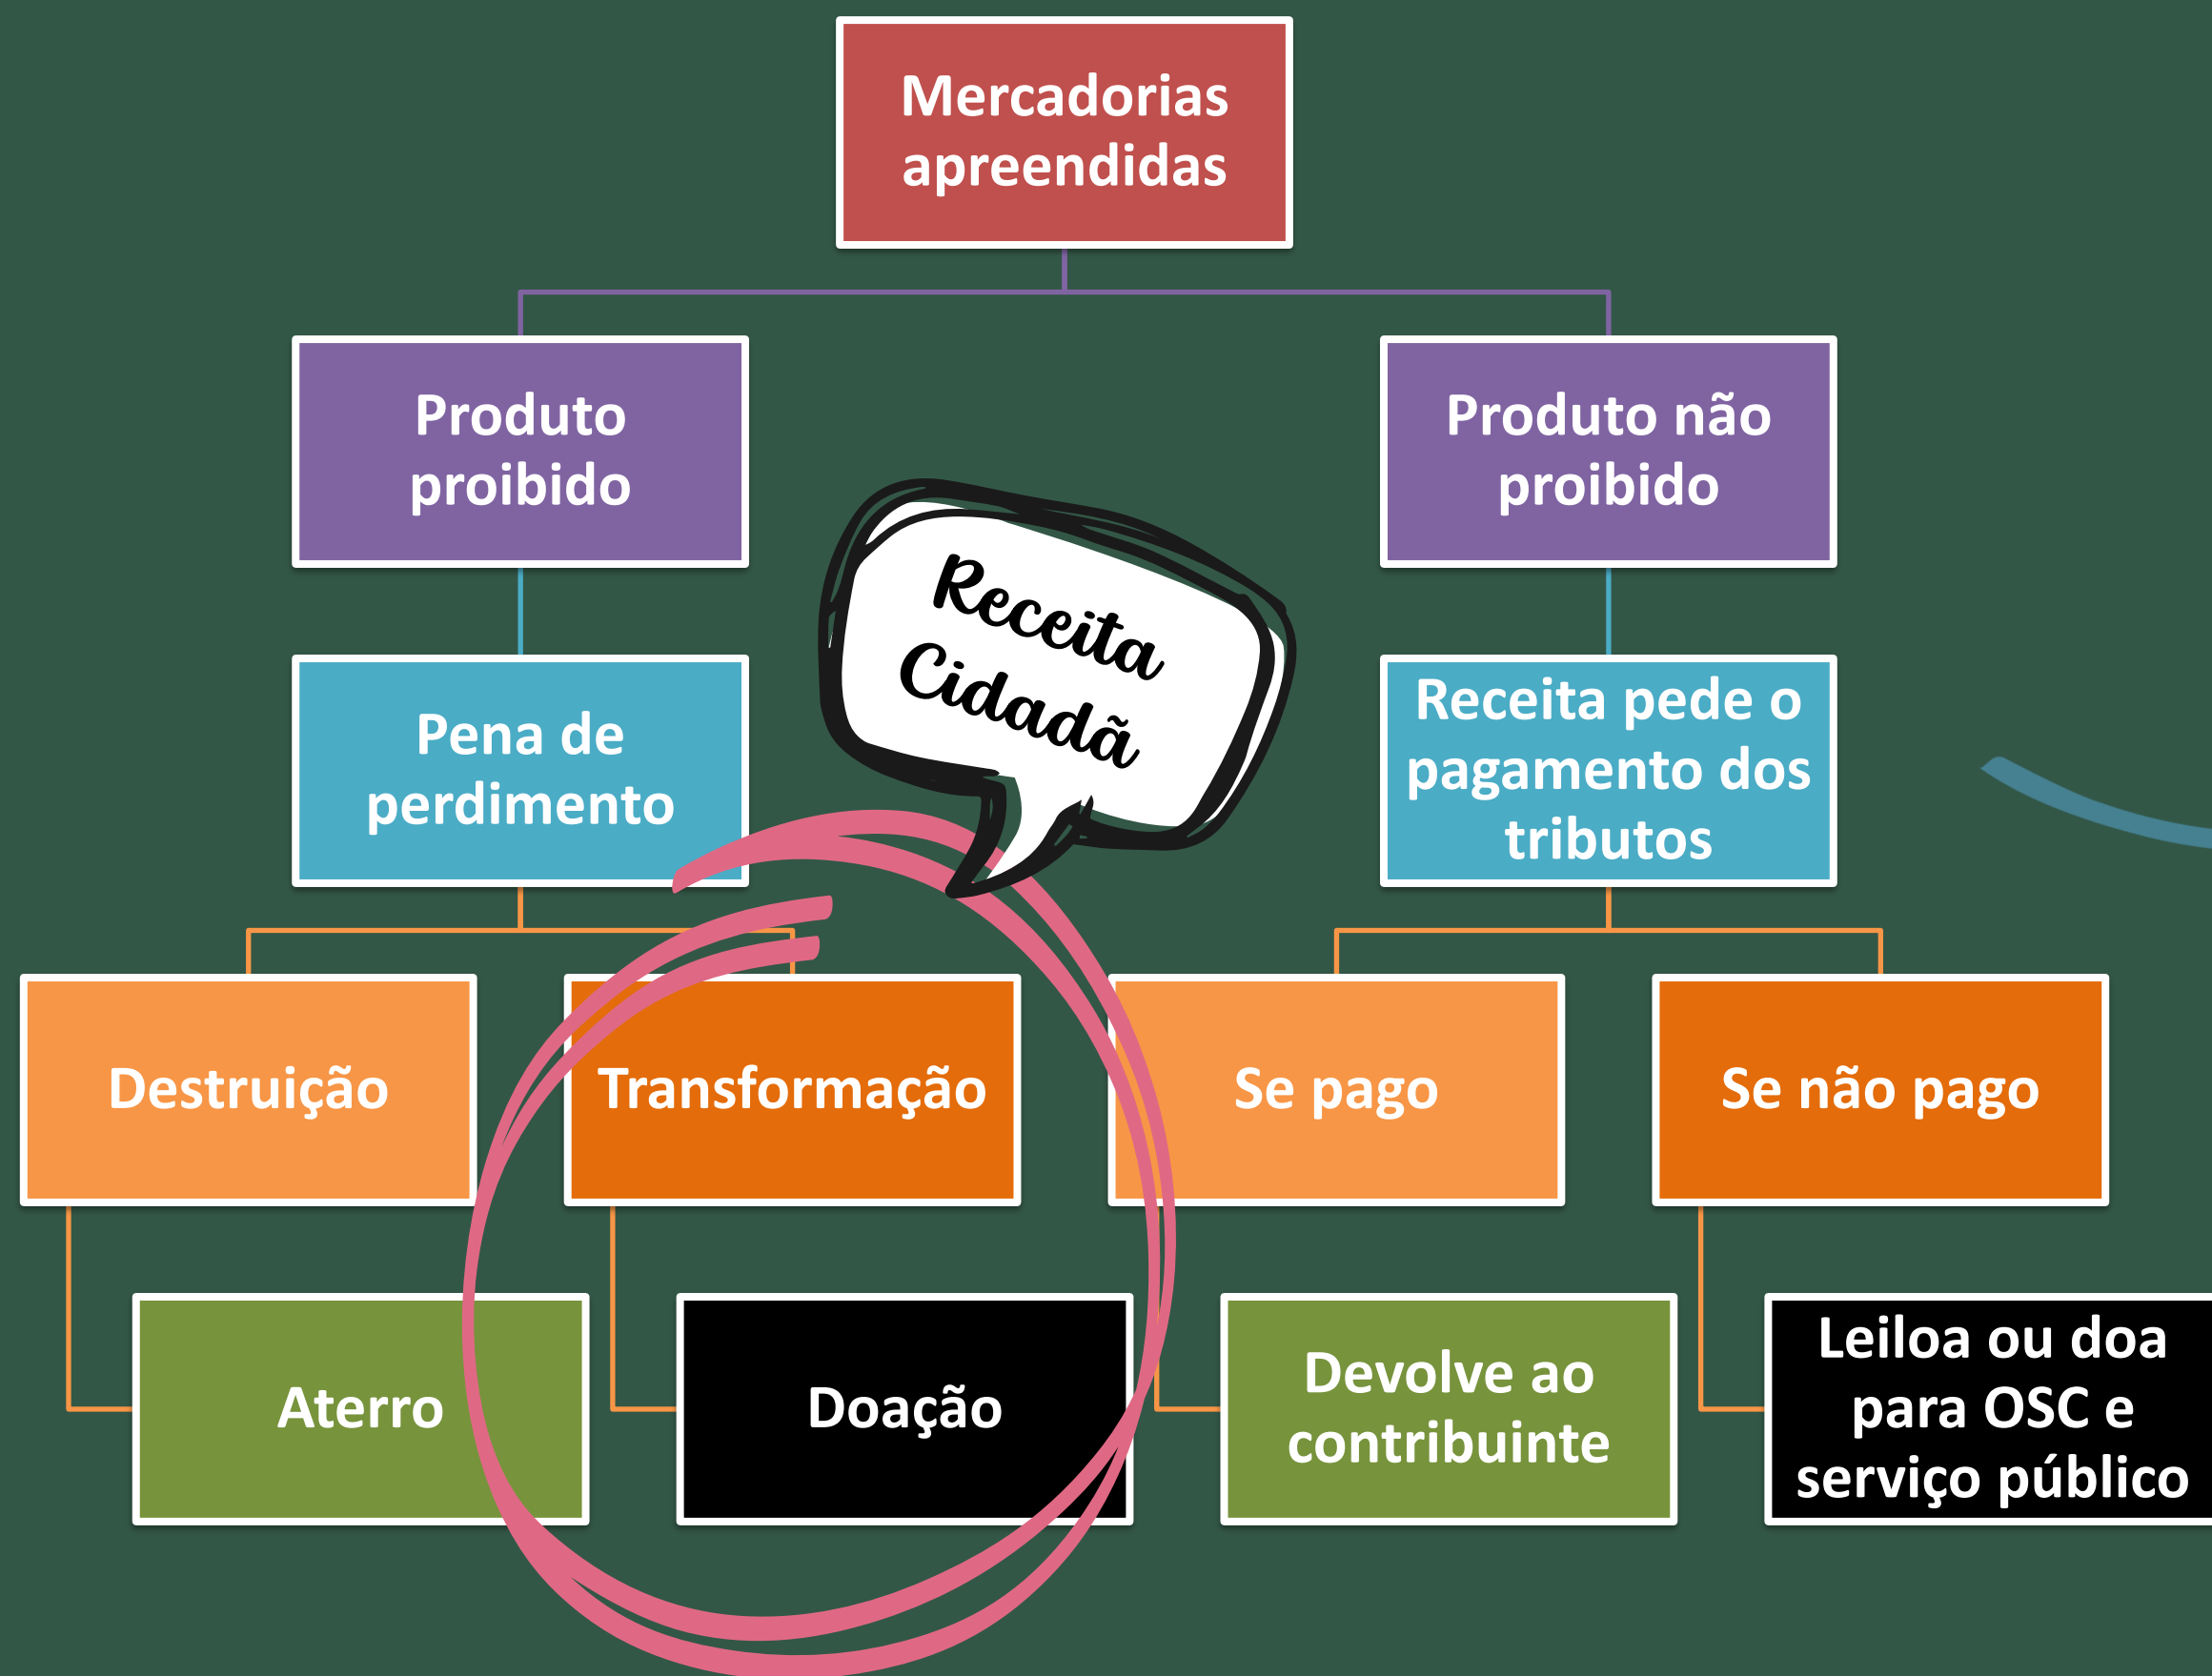 Mercadorias
apreendidas
Produto
proibido
Produto não
proibido
Receita
Cidadã
Pena de
perdimento
Receita pede o
pagamento dos
tributos
Destruição
Transformação
Se pago
Se não pago
Aterro
Doação
Devolve ao
contribuinte
Leiloa ou doa
para OSC e
serviço público